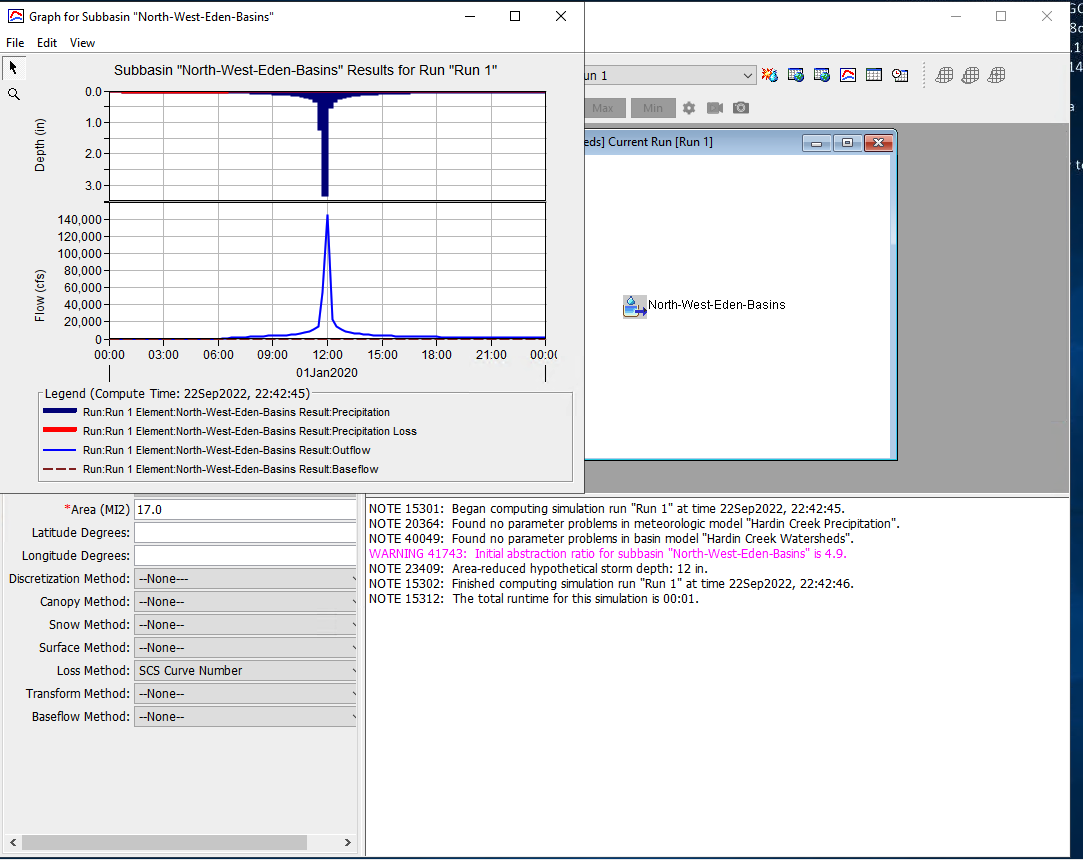 Graph for Subbasin "North-West-Eden-Basins"
File Edit View
Subbasin "North-West-Eden-Basins" Results for Run "Run 1"
Depth (in)
0.0
1.0
2.0
3.0
Flow (cfs)
140,000
120,000
100,000
80,000
60,000
40,000
20,000
0
00:00 03:00 06:00 09:00 12:00 15:00 18:00 21:00 00:00
01Jan2020
Legend (Compute Time: 22Sep2022, 22:42:45)
Run:Run 1 Element:North-West-Eden-Basins Result:Precipitation
Run:Run 1 Element:North-West-Eden-Basins Result:Precipitation Loss
Run:Run 1 Element:North-West-Eden-Basins Result:Outflow
Run:Run 1 Element:North-West-Eden-Basins Result:Baseflow
un 1
Max Min
eds] Current Run [Run 1]
North-West-Eden-Basins
*Area (MI2) 17.0
Latitude Degrees:
Longitude Degrees:
Discretization Method: --None---
Canopy Method: --None--
Snow Method: --None--
Surface Method: --None--
Loss Method: SCS Curve Number
Transform Method: --None--
Baseflow Method: --None--
NOTE 15301: Began computing simulation run "Run 1" at time 22Sep2022, 22:42:45.
NOTE 20364: Found no parameter problems in meteorologic model "Hardin Creek Precipitation".
NOTE 40049: Found no parameter problems in basin model "Hardin Creek Watersheds".
WARNING 41743: Initial abstraction ratio for subbasin "North-West-Eden-Basins" is 4.9.
NOTE 23409: Area-reduced hypothetical storm depth: 12 in.
NOTE 15302: Finished computing simulation run "Run 1" at time 22Sep2022, 22:42:46.
NOTE 15312: The total runtime for this simulation is 00:01.